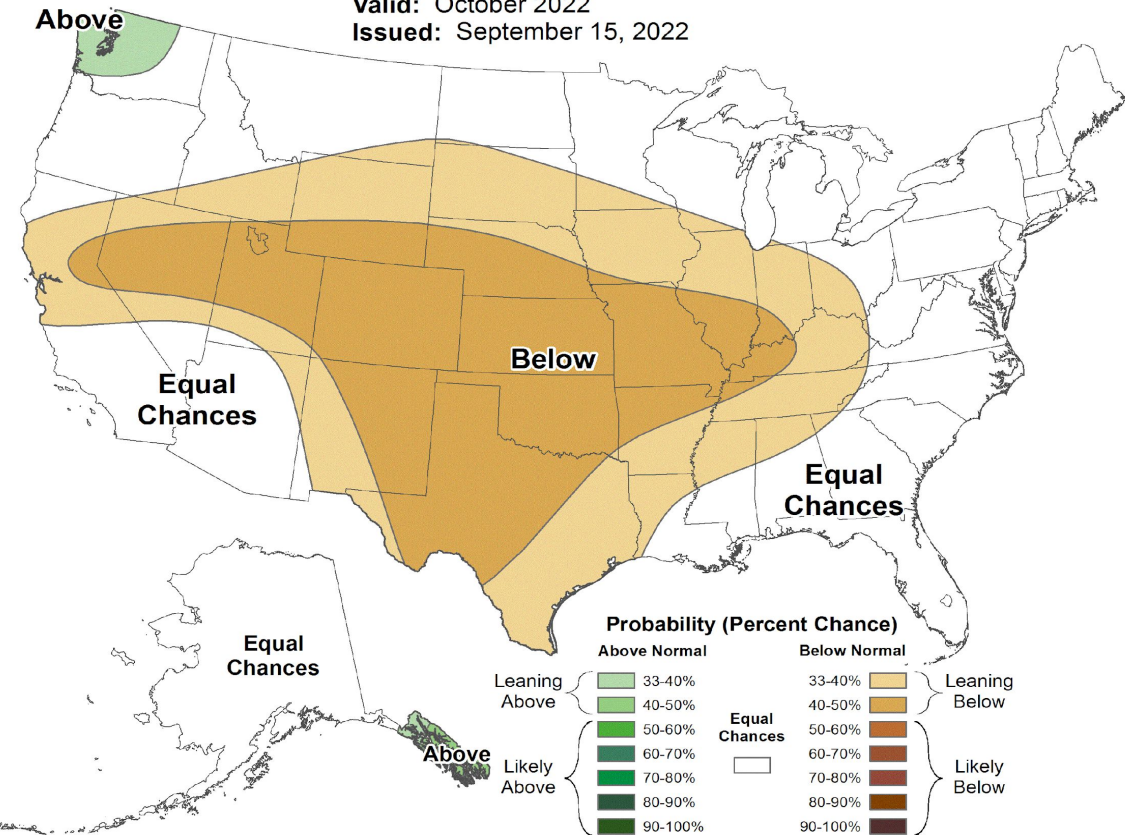 Valid: October 2022
Issued: September 15, 2022
Above
Below
Equal
Chances
Equal
Chances
Equal
Chances
Above
Probability (Percent Chance)
Above Normal
Below Normal
Leaning
Above
33-40%
40-50%
50-60%
60-70%
70-80%
80-90%
90-100%
Likely
Above
Equal
Chances
33-40%
40-50%
50-60%
60-70%
70-80%
80-90%
90-100%
Leaning
Below
Likely
Below